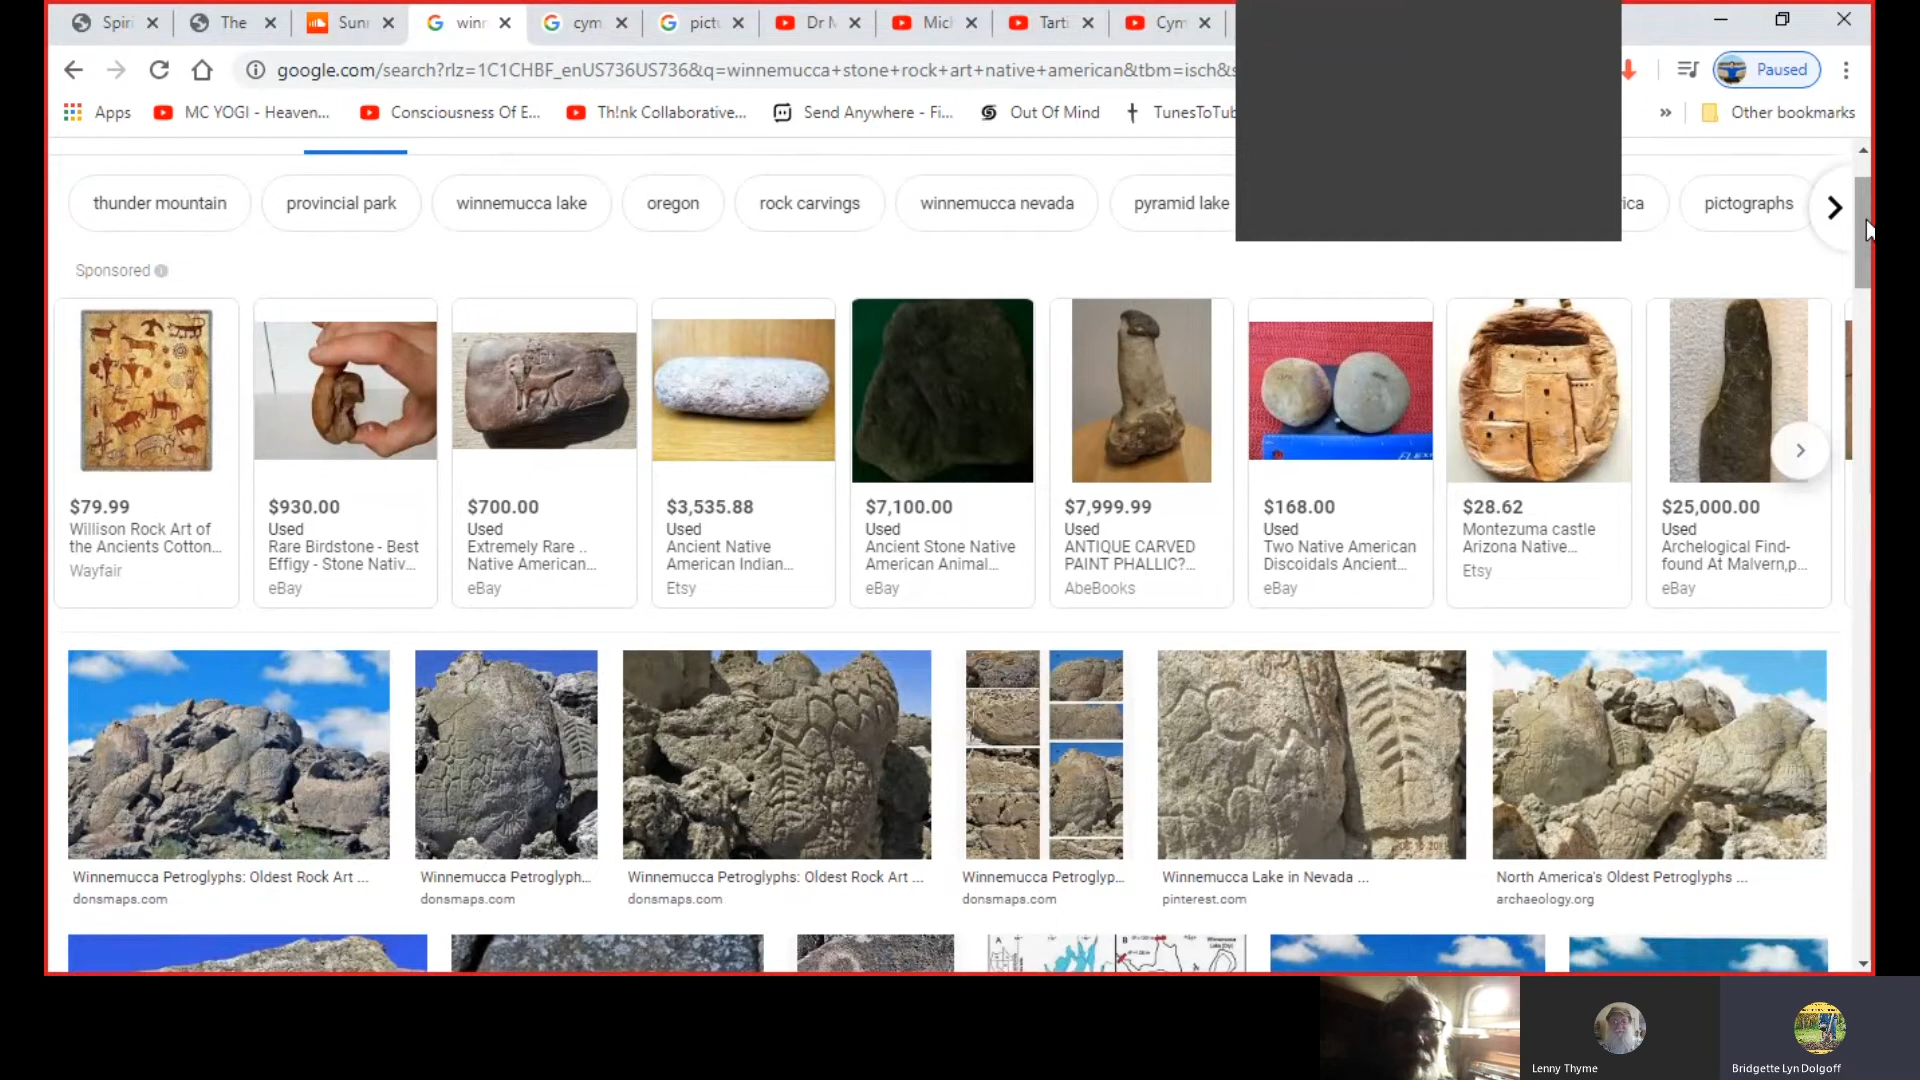 Spiri
The
Sunr
winr
cym
pictu
Dr M
Mic
Tart
Cym
google.com/search?rlz=1C1CHBF_enUS736US736&q=winnemucca+stone+rock+art+native+american&tbm=isch&s
Paused
Apps
MC YOGI - Heaven...
Consciousness Of E...
Th!nk Collaborative...
Send Anywhere - Fi...
Out Of Mind
TunesToTub
Other bookmarks
thunder mountain
provincial park
winnemucca lake
oregon
rock carvings
winnemucca nevada
pyramid lake
ica
pictographs
Sponsored
$79.99
Willison Rock Art of
the Ancients Cotton...
Wayfair
$930.00
Used
Rare Birdstone - Best
Effigy - Stone Nativ...
eBay
$700.00
Used
Extremely Rare ..
Native American...
eBay
$3,535.88
Used
Ancient Native
American Indian...
Etsy
$7,100.00
Used
Ancient Stone Native
American Animal...
eBay
$7,999.99
Used
ANTIQUE CARVED
PAINT PHALLIC?...
AbeBooks
$168.00
Used
Two Native American
Discoidals Ancient...
eBay
$28.62
Montezuma castle
Arizona Native...
Etsy
$25,000.00
Used
Archelogical Find-
found At Malvern,p...
eBay
Winnemucca Petroglyphs: Oldest Rock Art ...
donsmaps.com
Winnemucca Petroglyph...
donsmaps.com
Winnemucca Petroglyphs: Oldest Rock Art ...
donsmaps.com
Winnemucca Petroglyp...
donsmaps.com
Winnemucca Lake in Nevada ...
pinterest.com
North America's Oldest Petroglyphs ...
archaeology.org
A
B
Lenny Thyme
Bridgette Lyn Dolgoff